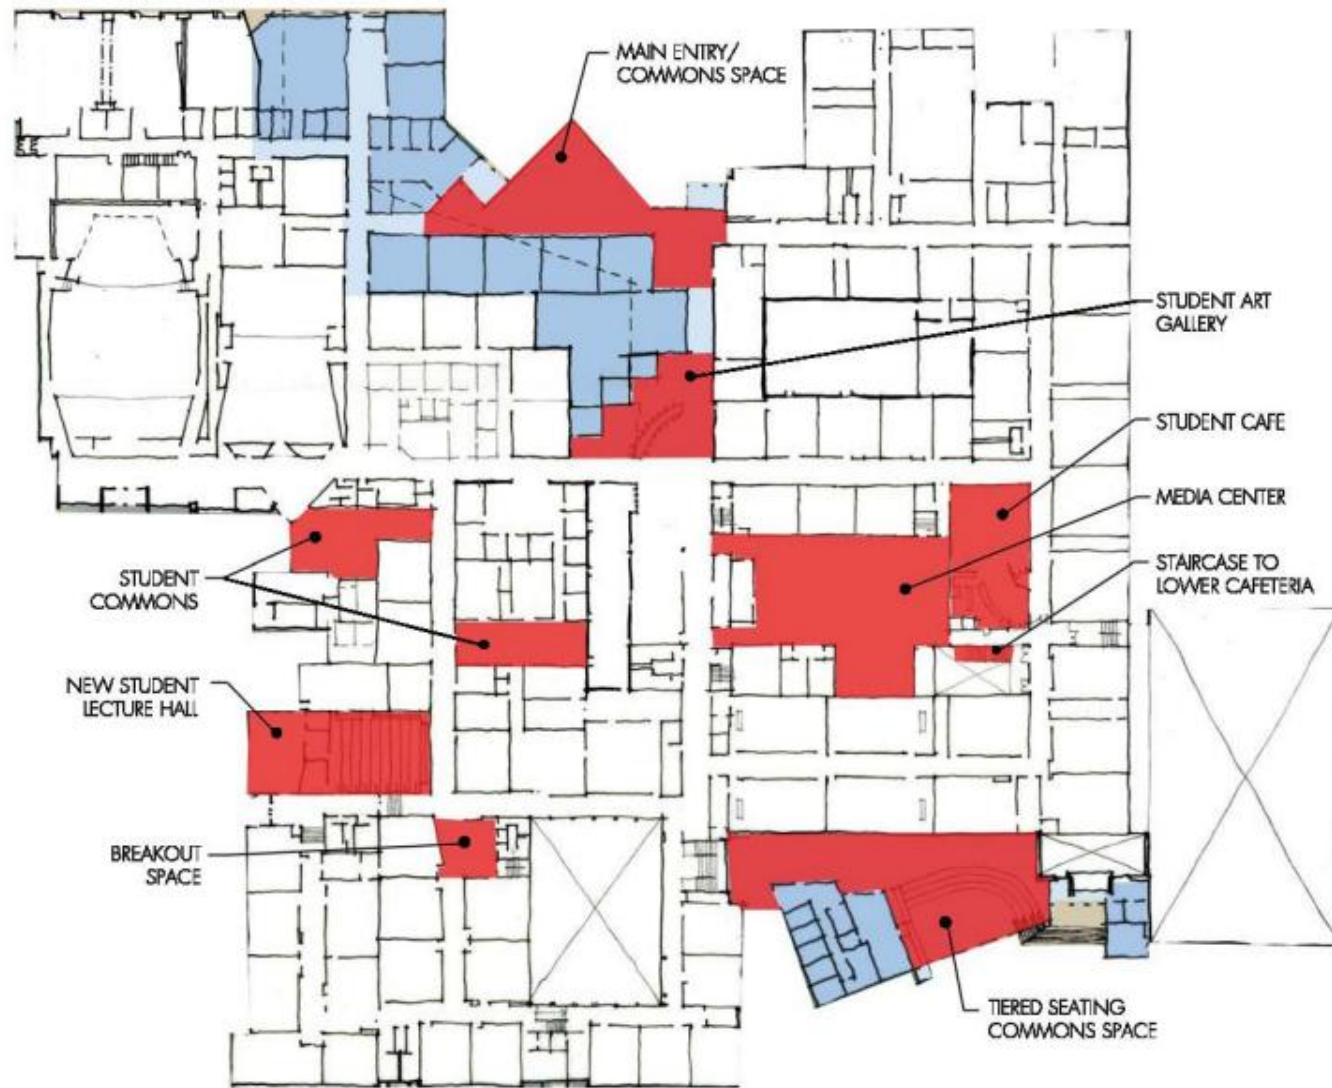 MAIN ENTRY/
COMMONS SPACE
STUDENT ART
GALLERY
STUDENT CAFE
MEDIA CENTER
STAIRCASE TO
LOWER CAFETERIA
STUDENT
COMMONS
NEW STUDENT
LECTURE HALL
BREAKOUT
SPACE
TIERED SEATING
COMMONS SPACE